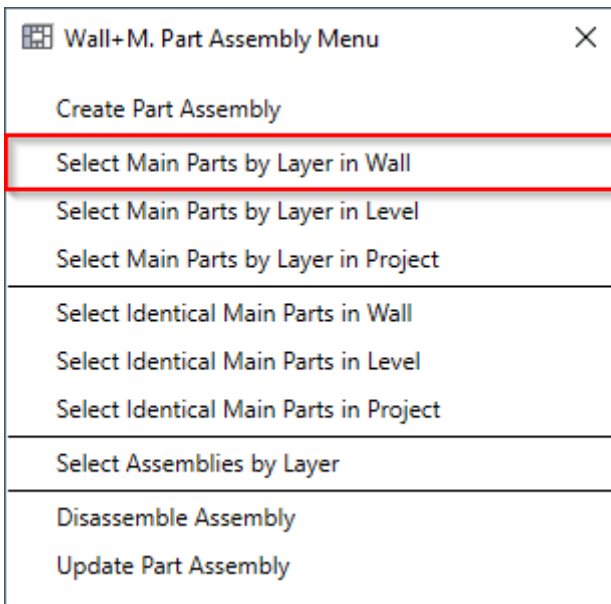 Wall+M. Part Assembly Menu
Create Part Assembly
Select Main Parts by Layer in Wall
Select Main Parts by Layer in Level
Select Main Parts by Layer in Project
Select Identical Main Parts in Wall
Select Identical Main Parts in Level
Select Identical Main Parts in Project
Select Assemblies by Layer
Disassemble Assembly
Update Part Assembly